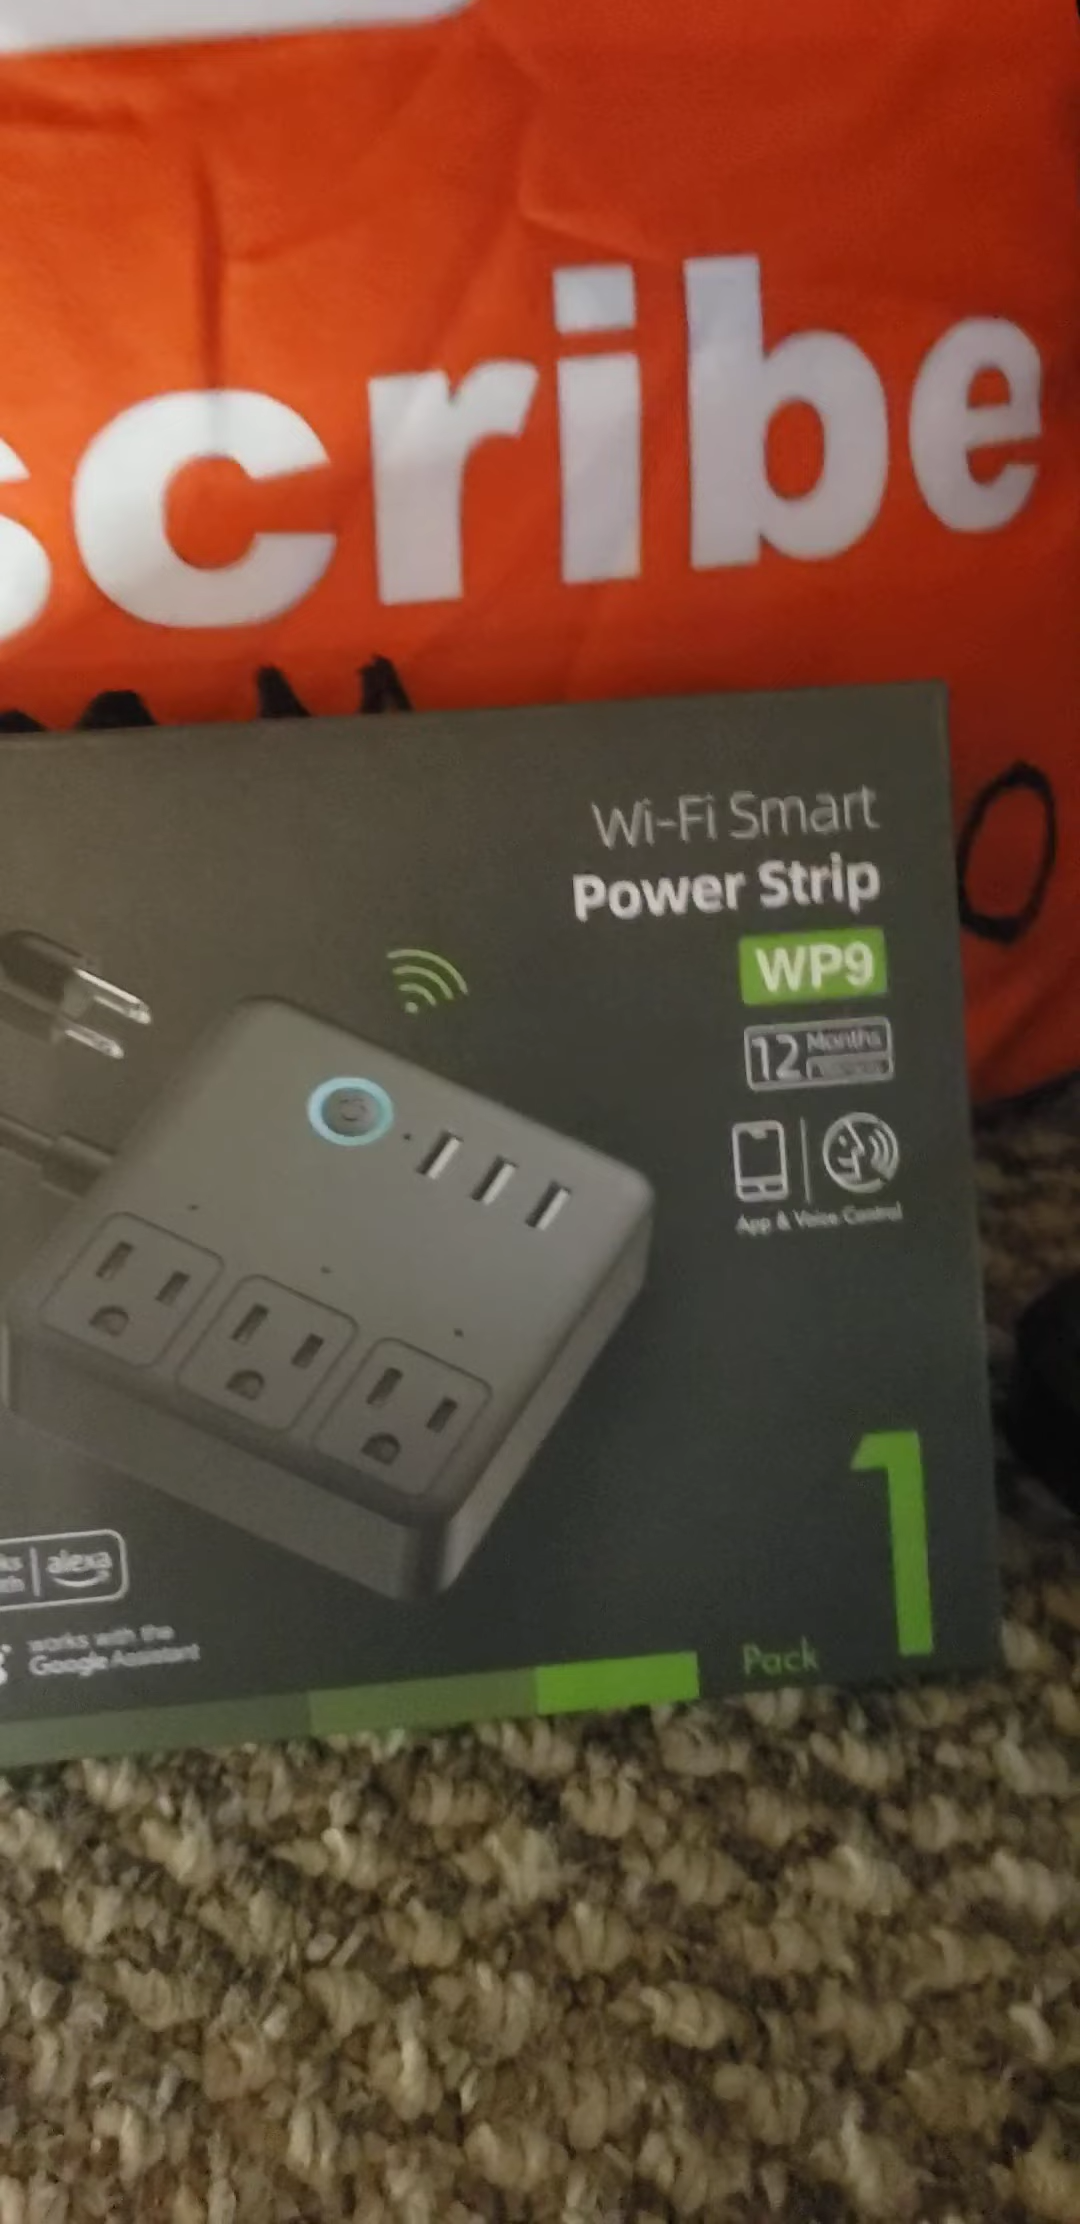 scribe
O
Wi-Fi Smart
Power Strip
WP9
12 Months
App & Voice Control
alexa
works with the
Google Assistant
Pack
1